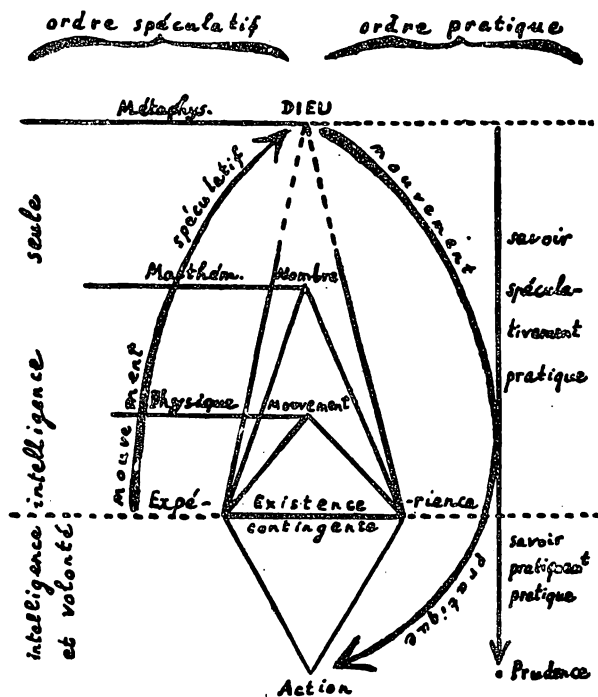 ordre spéculatif
ordre pratique
Métaphys.
DIEU
mouvement spéculatif
mouvement pratique
seule
intelligence
Mathém.
Nombre
Physique
Mouvement
savoir
spécula-
tivement
pratique
Expé-
Existence
-rience
contingente
intelligence
et volonté
savoir
pratiquemt
pratique
Action
Prudence